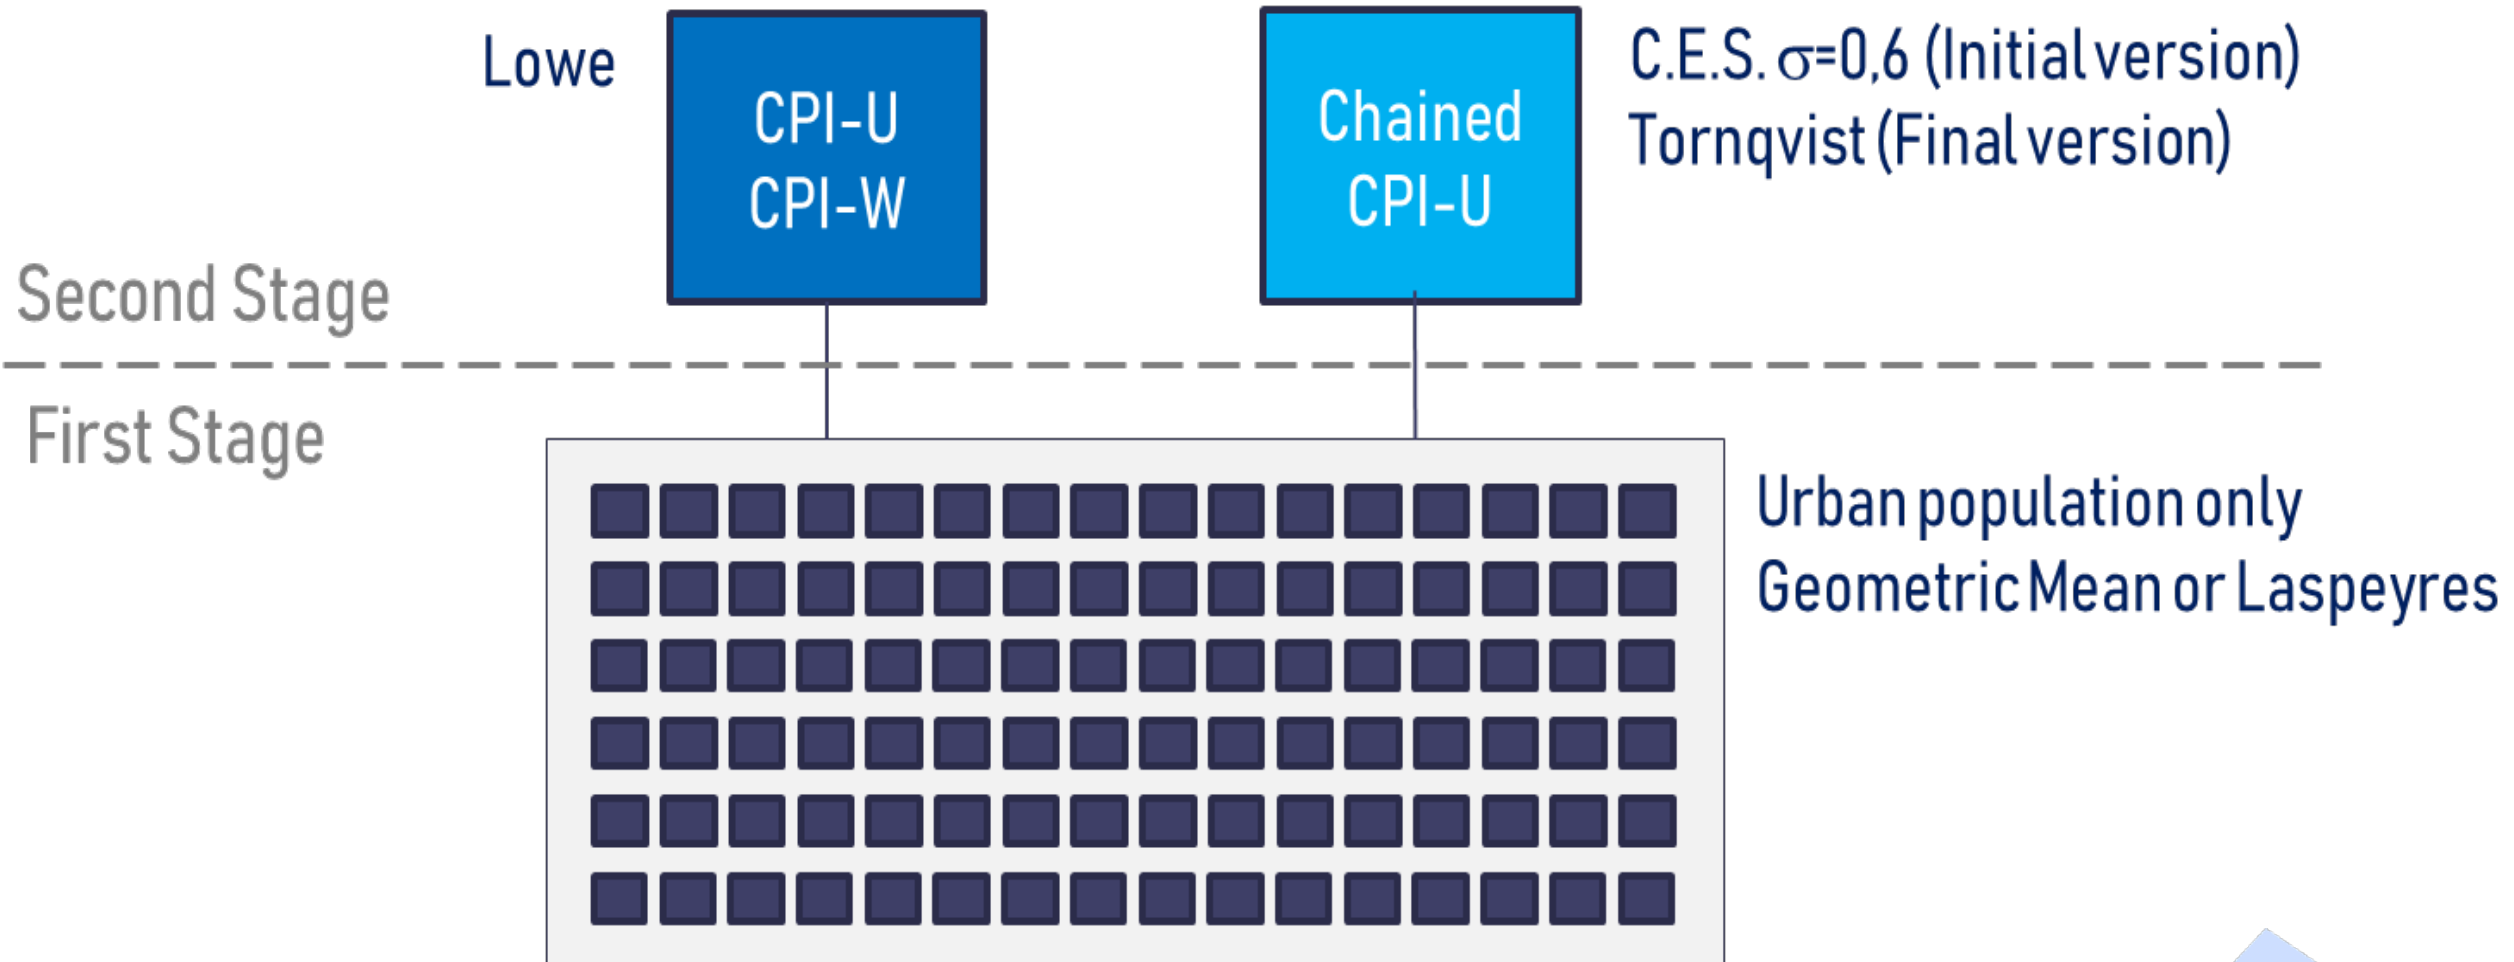 Lowe
CPI-U
CPI-W
Chained
CPI-U
C.E.S. σ=0,6 (Initial version)
Tornqvist (Final version)
Second Stage
First Stage
Urban population only
Geometric Mean or Laspeyres